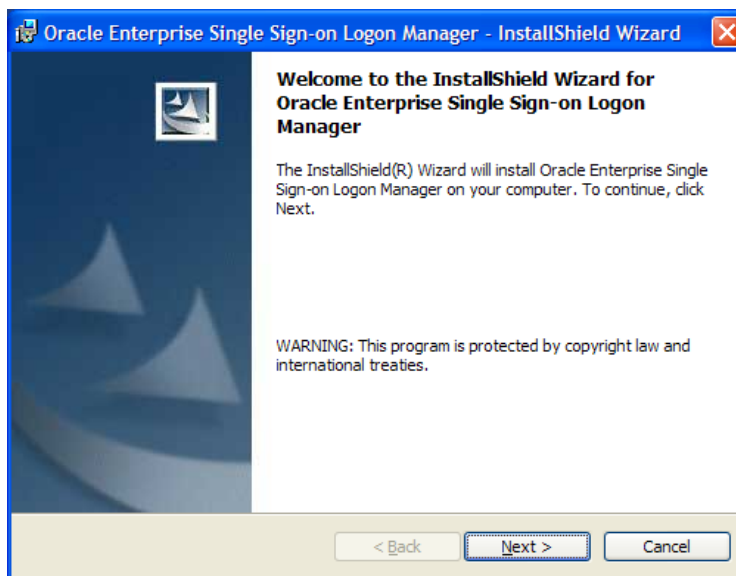 Oracle Enterprise Single Sign-on Logon Manager - InstallShield Wizard
Welcome to the InstallShield Wizard for
Oracle Enterprise Single Sign-on Logon
Manager
The InstallShield(R) Wizard will install Oracle Enterprise Single
Sign-on Logon Manager on your computer. To continue, click
Next.
WARNING: This program is protected by copyright law and
international treaties.
< Back Next > Cancel